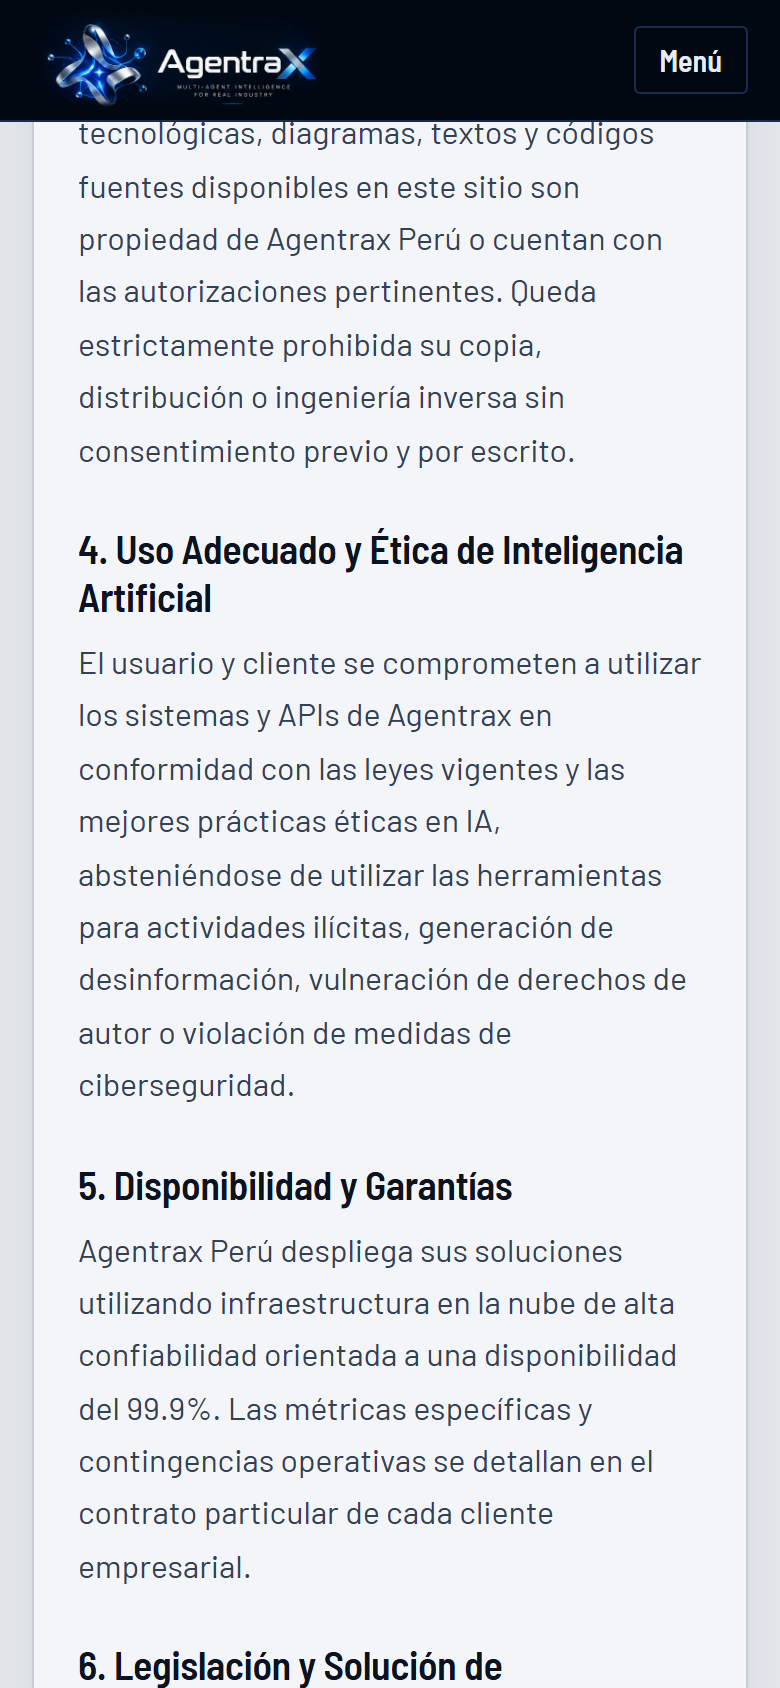 AgentraX
MULTI-AGENT INTELLIGENCE
FOR REAL INDUSTRY
Menú
tecnológicas, diagramas, textos y códigos
fuentes disponibles en este sitio son
propiedad de Agentrax Perú o cuentan con
las autorizaciones pertinentes. Queda
estrictamente prohibida su copia,
distribución o ingeniería inversa sin
consentimiento previo y por escrito.
4. Uso Adecuado y Ética de Inteligencia
Artificial
El usuario y cliente se comprometen a utilizar
los sistemas y APIs de Agentrax en
conformidad con las leyes vigentes y las
mejores prácticas éticas en IA,
absteniéndose de utilizar las herramientas
para actividades ilícitas, generación de
desinformación, vulneración de derechos de
autor o violación de medidas de
ciberseguridad.
5. Disponibilidad y Garantías
Agentrax Perú despliega sus soluciones
utilizando infraestructura en la nube de alta
confiabilidad orientada a una disponibilidad
del 99.9%. Las métricas específicas y
contingencias operativas se detallan en el
contrato particular de cada cliente
empresarial.
6. Legislación y Solución de